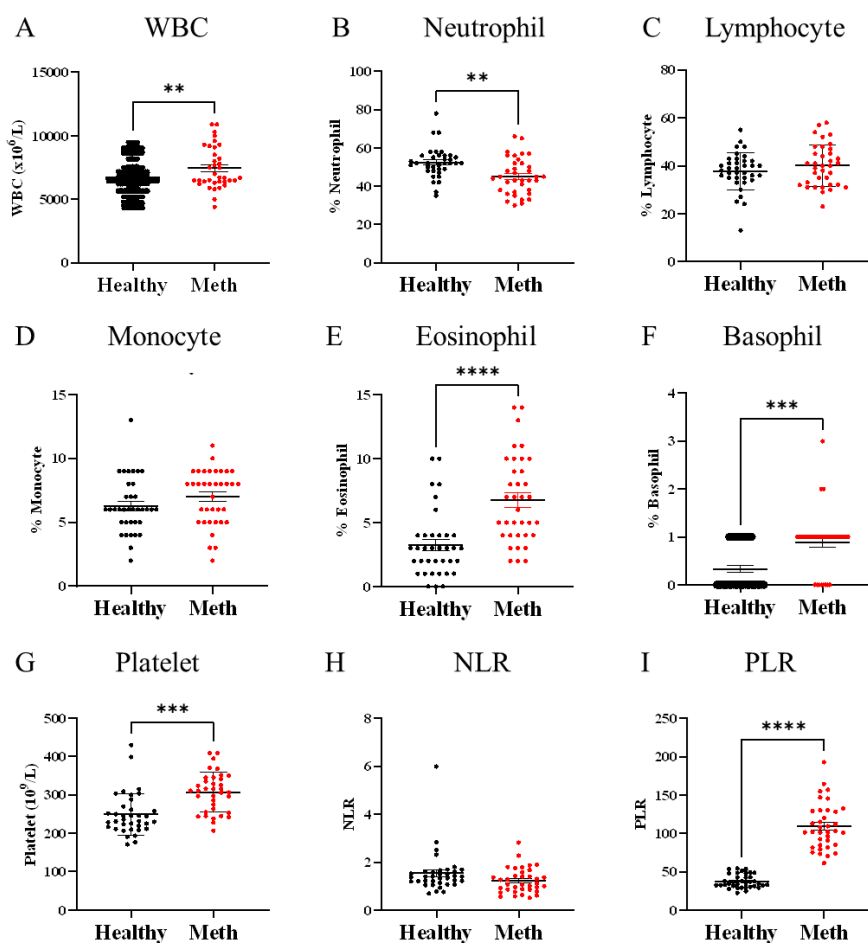 A WBC
15000
10000
5000
0
WBC (x10⁶/L)
**
Healthy Meth
B Neutrophil
100
80
60
40
20
0
% Neutrophil
**
Healthy Meth
C Lymphocyte
80
60
40
20
0
% Lymphocyte
Healthy Meth
D Monocyte
15
10
5
0
% Monocyte
Healthy Meth
E Eosinophil
15
10
5
0
% Eosinophil
****
Healthy Meth
F Basophil
4
3
2
1
0
% Basophil
***
Healthy Meth
G Platelet
500
400
300
200
100
0
Platelet (10⁹/L)
***
Healthy Meth
H NLR
8
6
4
2
0
NLR
Healthy Meth
I PLR
250
200
150
100
50
0
PLR
****
Healthy Meth